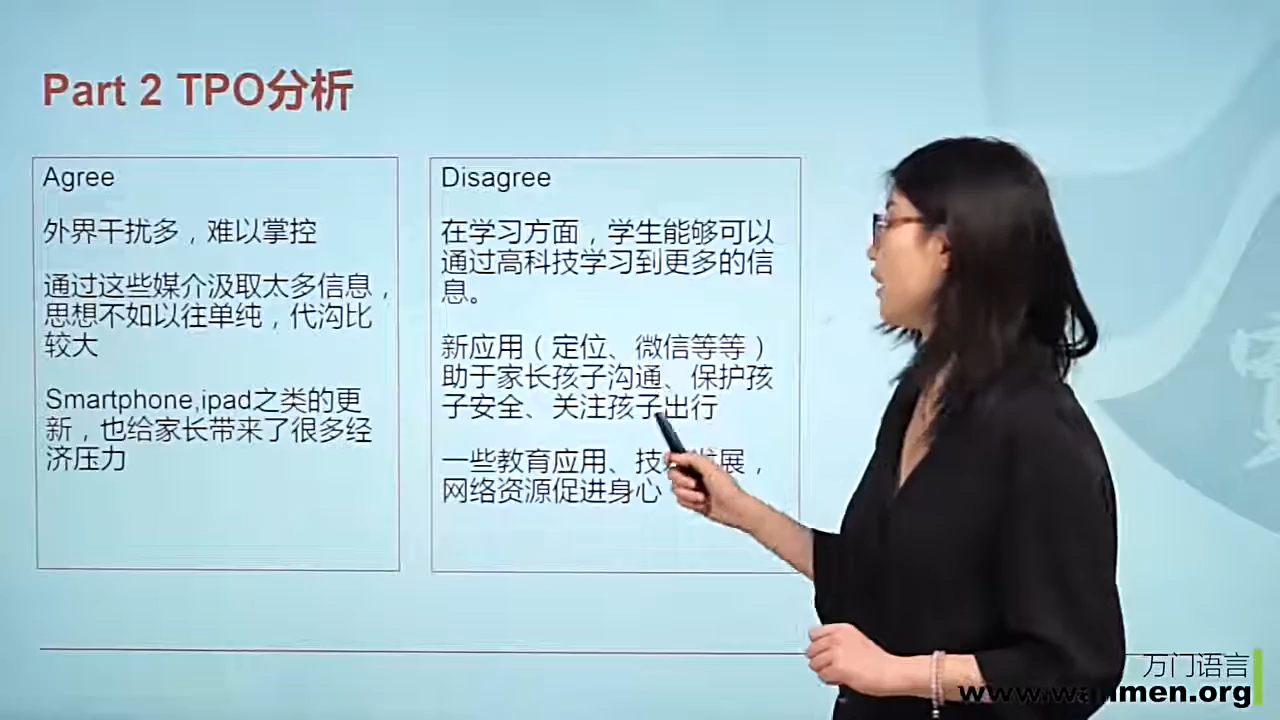 Part 2 TPO分析
Agree
外界干扰多，难以掌控
通过这些媒介汲取太多信息，
思想不如以往单纯，代沟比
较大
Smartphone,ipad之类的更
新，也给家长带来了很多经
济压力
Disagree
在学习方面，学生能够可以
通过高科技学习到更多的信
息。
新应用（定位、微信等等）
助于家长孩子沟通、保护孩
子安全、关注孩子出行
一些教育应用、技 发展，
网络资源促进身心
万门语言
www.wanmen.org